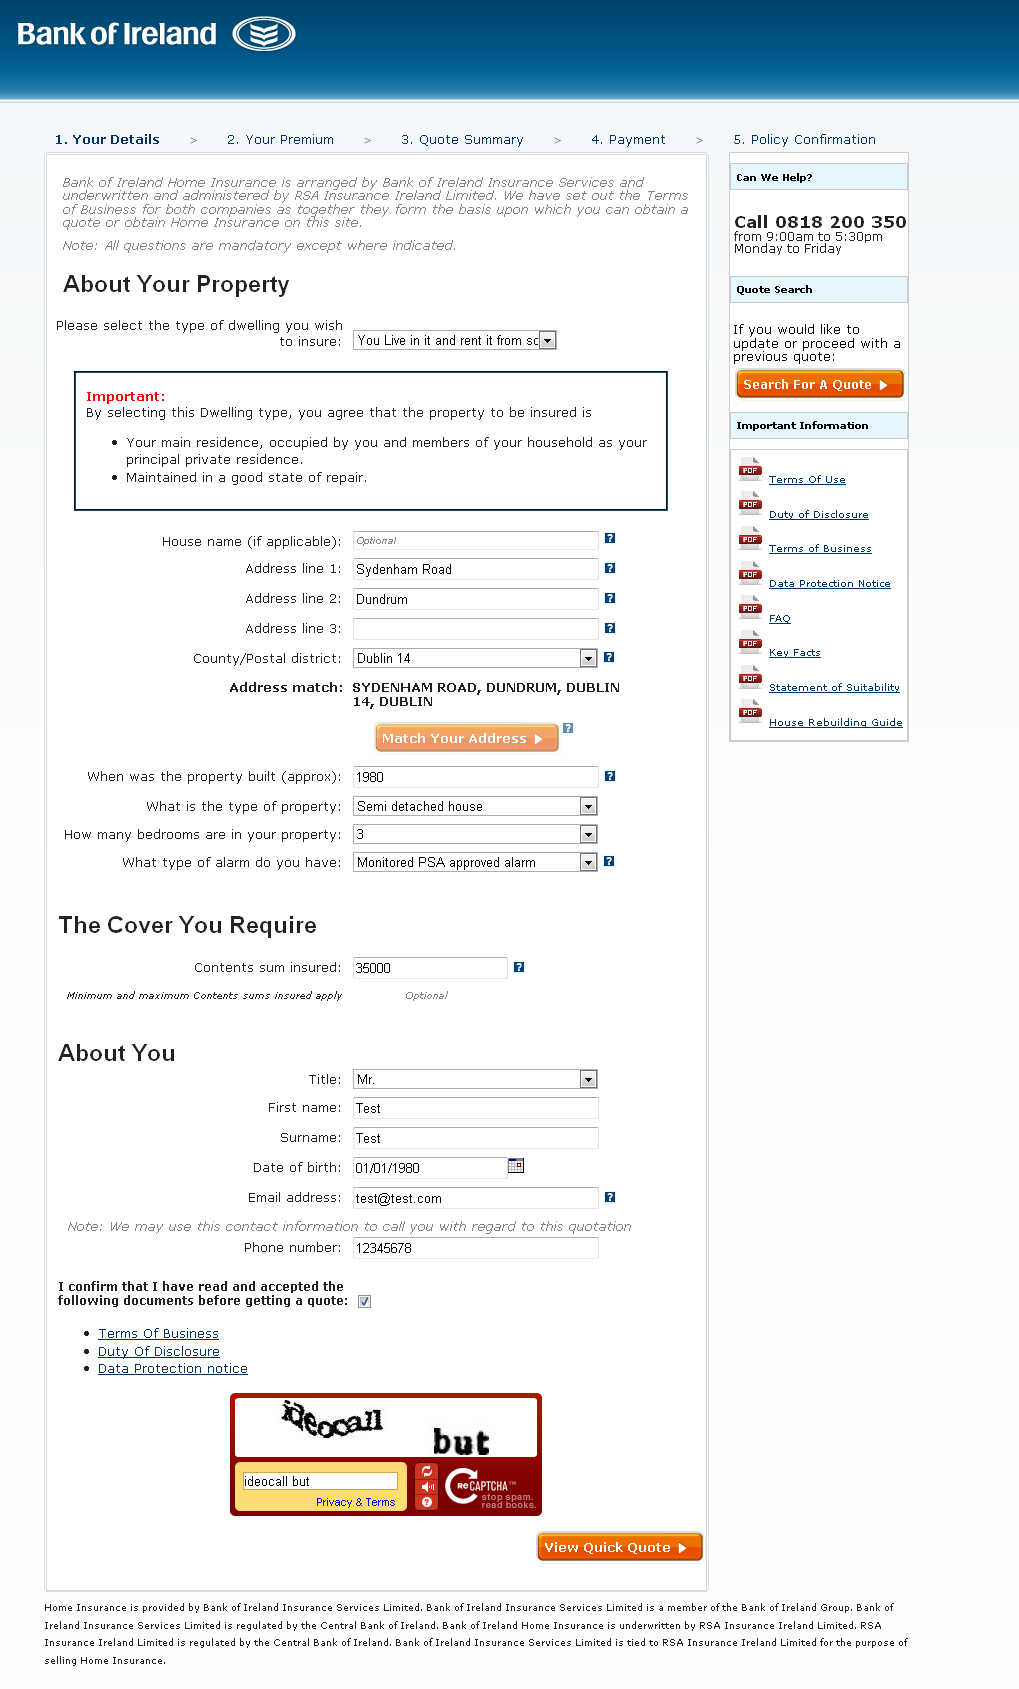 Bank of Ireland
1. Your Details > 2. Your Premium > 3. Quote Summary > 4. Payment > 5. Policy Confirmation
Bank of Ireland Home Insurance is arranged by Bank of Ireland Insurance Services and
underwritten and administered by RSA Insurance Ireland Limited. We have set out the Terms
of Business for both companies as together they form the basis upon which you can obtain a
quote or obtain Home Insurance on this site.
Note: All questions are mandatory except where indicated.
About Your Property
Please select the type of dwelling you wish
to insure: You Live in it and rent it from sc
Important:
By selecting this Dwelling type, you agree that the property to be insured is
• Your main residence, occupied by you and members of your household as your
principal private residence.
• Maintained in a good state of repair.
House name (if applicable): Optional ?
Address line 1: Sydenham Road ?
Address line 2: Dundrum ?
Address line 3: ?
County/Postal district: Dublin 14 ?
Address match: SYDENHAM ROAD, DUNDRUM, DUBLIN
14, DUBLIN
Match Your Address ?
When was the property built (approx): 1980 ?
What is the type of property: Semi detached house
How many bedrooms are in your property: 3
What type of alarm do you have: Monitored PSA approved alarm ?
The Cover You Require
Contents sum insured: 35000 ?
Minimum and maximum Contents sums insured apply Optional
About You
Title: Mr.
First name: Test
Surname: Test
Date of birth: 01/01/1980
Email address: test@test.com ?
Note: We may use this contact information to call you with regard to this quotation
Phone number: 12345678
I confirm that I have read and accepted the
following documents before getting a quote:
• Terms Of Business
• Duty Of Disclosure
• Data Protection notice
ideocall but
ideocall but
Privacy & Terms
?
reCAPTCHA™
stop spam.
read books.
View Quick Quote
Can We Help?
Call 0818 200 350
from 9:00am to 5:30pm
Monday to Friday
Quote Search
If you would like to
update or proceed with a
previous quote:
Search For A Quote
Important Information
PDF Terms Of Use
PDF Duty of Disclosure
PDF Terms of Business
PDF Data Protection Notice
PDF FAQ
PDF Key Facts
PDF Statement of Suitability
PDF House Rebuilding Guide
Home Insurance is provided by Bank of Ireland Insurance Services Limited. Bank of Ireland Insurance Services Limited is a member of the Bank of Ireland Group. Bank of
Ireland Insurance Services Limited is regulated by the Central Bank of Ireland. Bank of Ireland Home Insurance is underwritten by RSA Insurance Ireland Limited. RSA
Insurance Ireland Limited is regulated by the Central Bank of Ireland. Bank of Ireland Insurance Services Limited is tied to RSA Insurance Ireland Limited for the purpose of
selling Home Insurance.